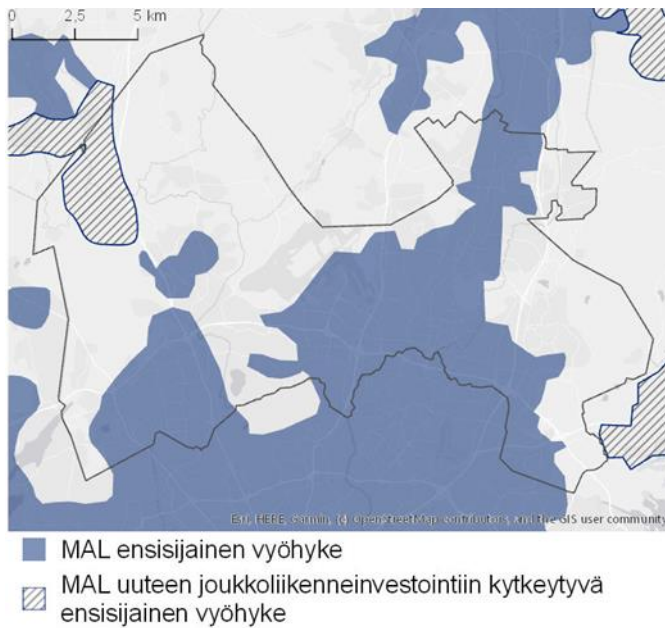 0 2,5 5 km
Esri, HERE, Garmin, (c) OpenStreetMap contributors, and the GIS user community
MAL ensisijainen vyöhyke
MAL uuteen joukkoliikenneinvestointiin kytkeytyvä
ensisijainen vyöhyke